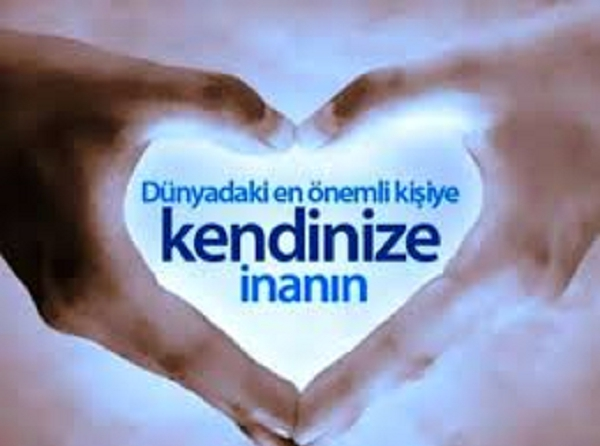 Dünyadaki en önemli kişiye
kendinize
inanın